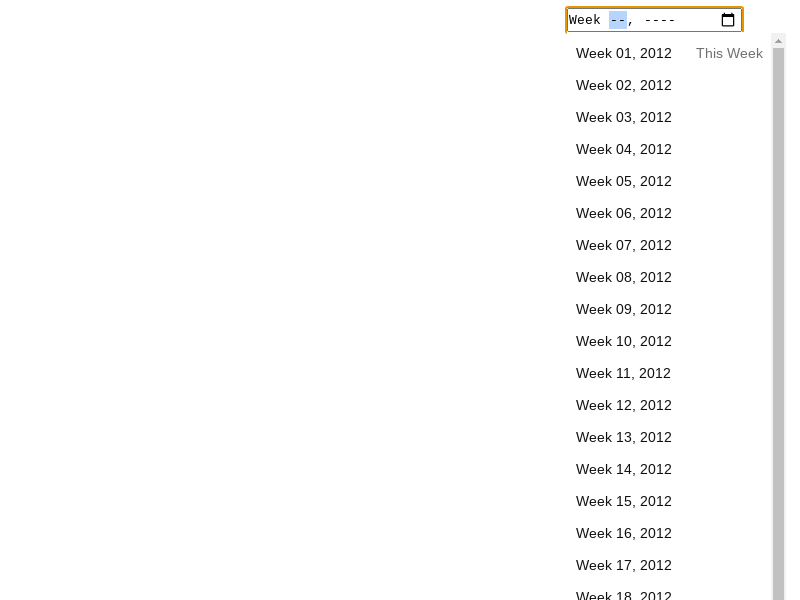 Week --, ----
Week 01, 2012 This Week
Week 02, 2012
Week 03, 2012
Week 04, 2012
Week 05, 2012
Week 06, 2012
Week 07, 2012
Week 08, 2012
Week 09, 2012
Week 10, 2012
Week 11, 2012
Week 12, 2012
Week 13, 2012
Week 14, 2012
Week 15, 2012
Week 16, 2012
Week 17, 2012
Week 18, 2012